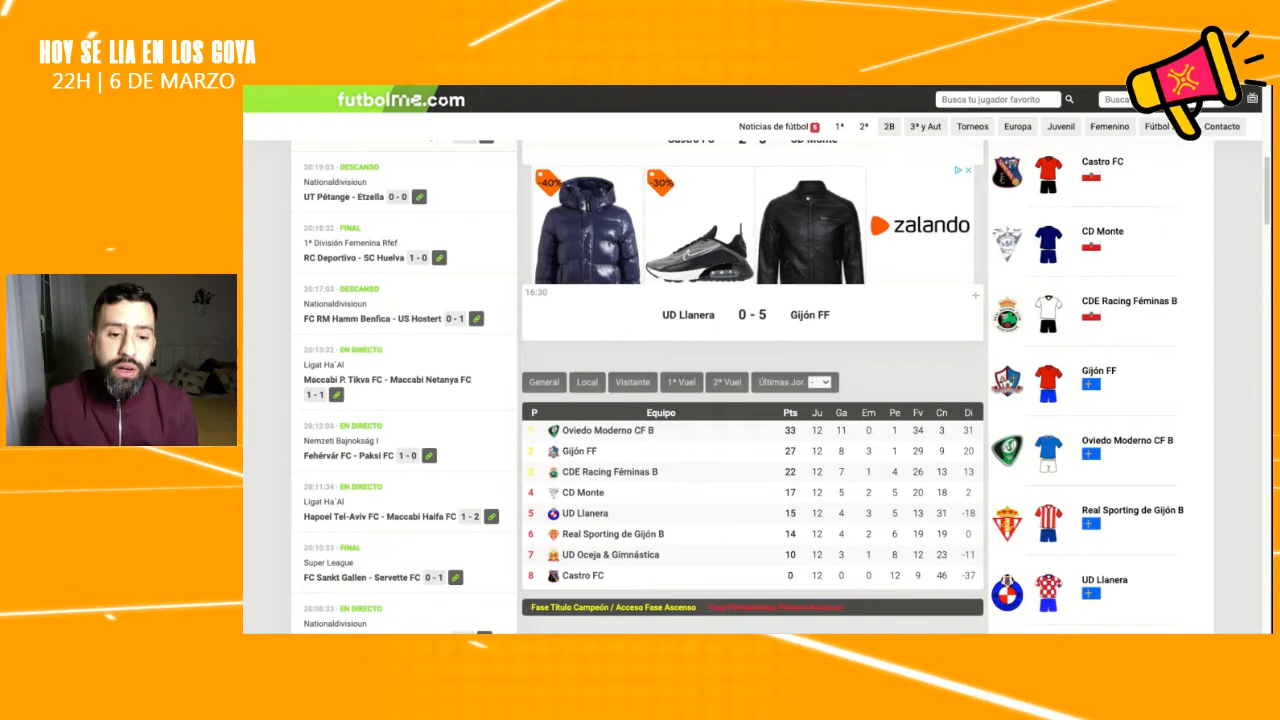 HOY SE LIA EN LOS GOYA
22H | 6 DE MARZO
futbolme.com
Busca tu jugador favorito
Busca
Noticias de fútbol 5 1ª 2ª 2B 3ª y Aut Torneos Europa Juvenil Femenino Fútbol Contacto
20:19:03 - DESCANSO
Nationaldivisioun
UT Pétange - Etzella 0 - 0
20:18:32 - FINAL
1ª División Femenina Rfef
RC Deportivo - SC Huelva 1 - 0
20:17:03 - DESCANSO
Nationaldivisioun
FC RM Hamm Benfica - US Hostert 0 - 1
20:13:32 - EN DIRECTO
Ligat Ha´Al
Maccabi P. Tikva FC - Maccabi Netanya FC
1 - 1
20:12:03 - EN DIRECTO
Nemzeti Bajnokság I
Fehérvár FC - Paksi FC 1 - 0
20:11:34 - EN DIRECTO
Ligat Ha´Al
Hapoel Tel-Aviv FC - Maccabi Haifa FC 1 - 2
20:10:33 - FINAL
Super League
FC Sankt Gallen - Servette FC 0 - 1
20:08:33 - EN DIRECTO
Nationaldivisioun
Castro FC CD Monte
-40%
-30%
zalando
16:30
UD Llanera 0 - 5 Gijón FF
General Local Visitante 1ª Vuel 2ª Vuel Últimas Jor. -
P Equipo Pts Ju Ga Em Pe Fv Cn Di
1 Oviedo Moderno CF B 33 12 11 0 1 34 3 31
2 Gijón FF 27 12 8 3 1 29 9 20
3 CDE Racing Féminas B 22 12 7 1 4 26 13 13
4 CD Monte 17 12 5 2 5 20 18 2
5 UD Llanera 15 12 4 3 5 13 31 -18
6 Real Sporting de Gijón B 14 12 4 2 6 19 19 0
7 UD Oceja & Gimnástica 10 12 3 1 8 12 23 -11
8 Castro FC 0 12 0 0 12 9 46 -37
Fase Título Campeón / Acceso Fase Ascenso
Castro FC
CD Monte
CDE Racing Féminas B
Gijón FF
Oviedo Moderno CF B
Real Sporting de Gijón B
UD Llanera